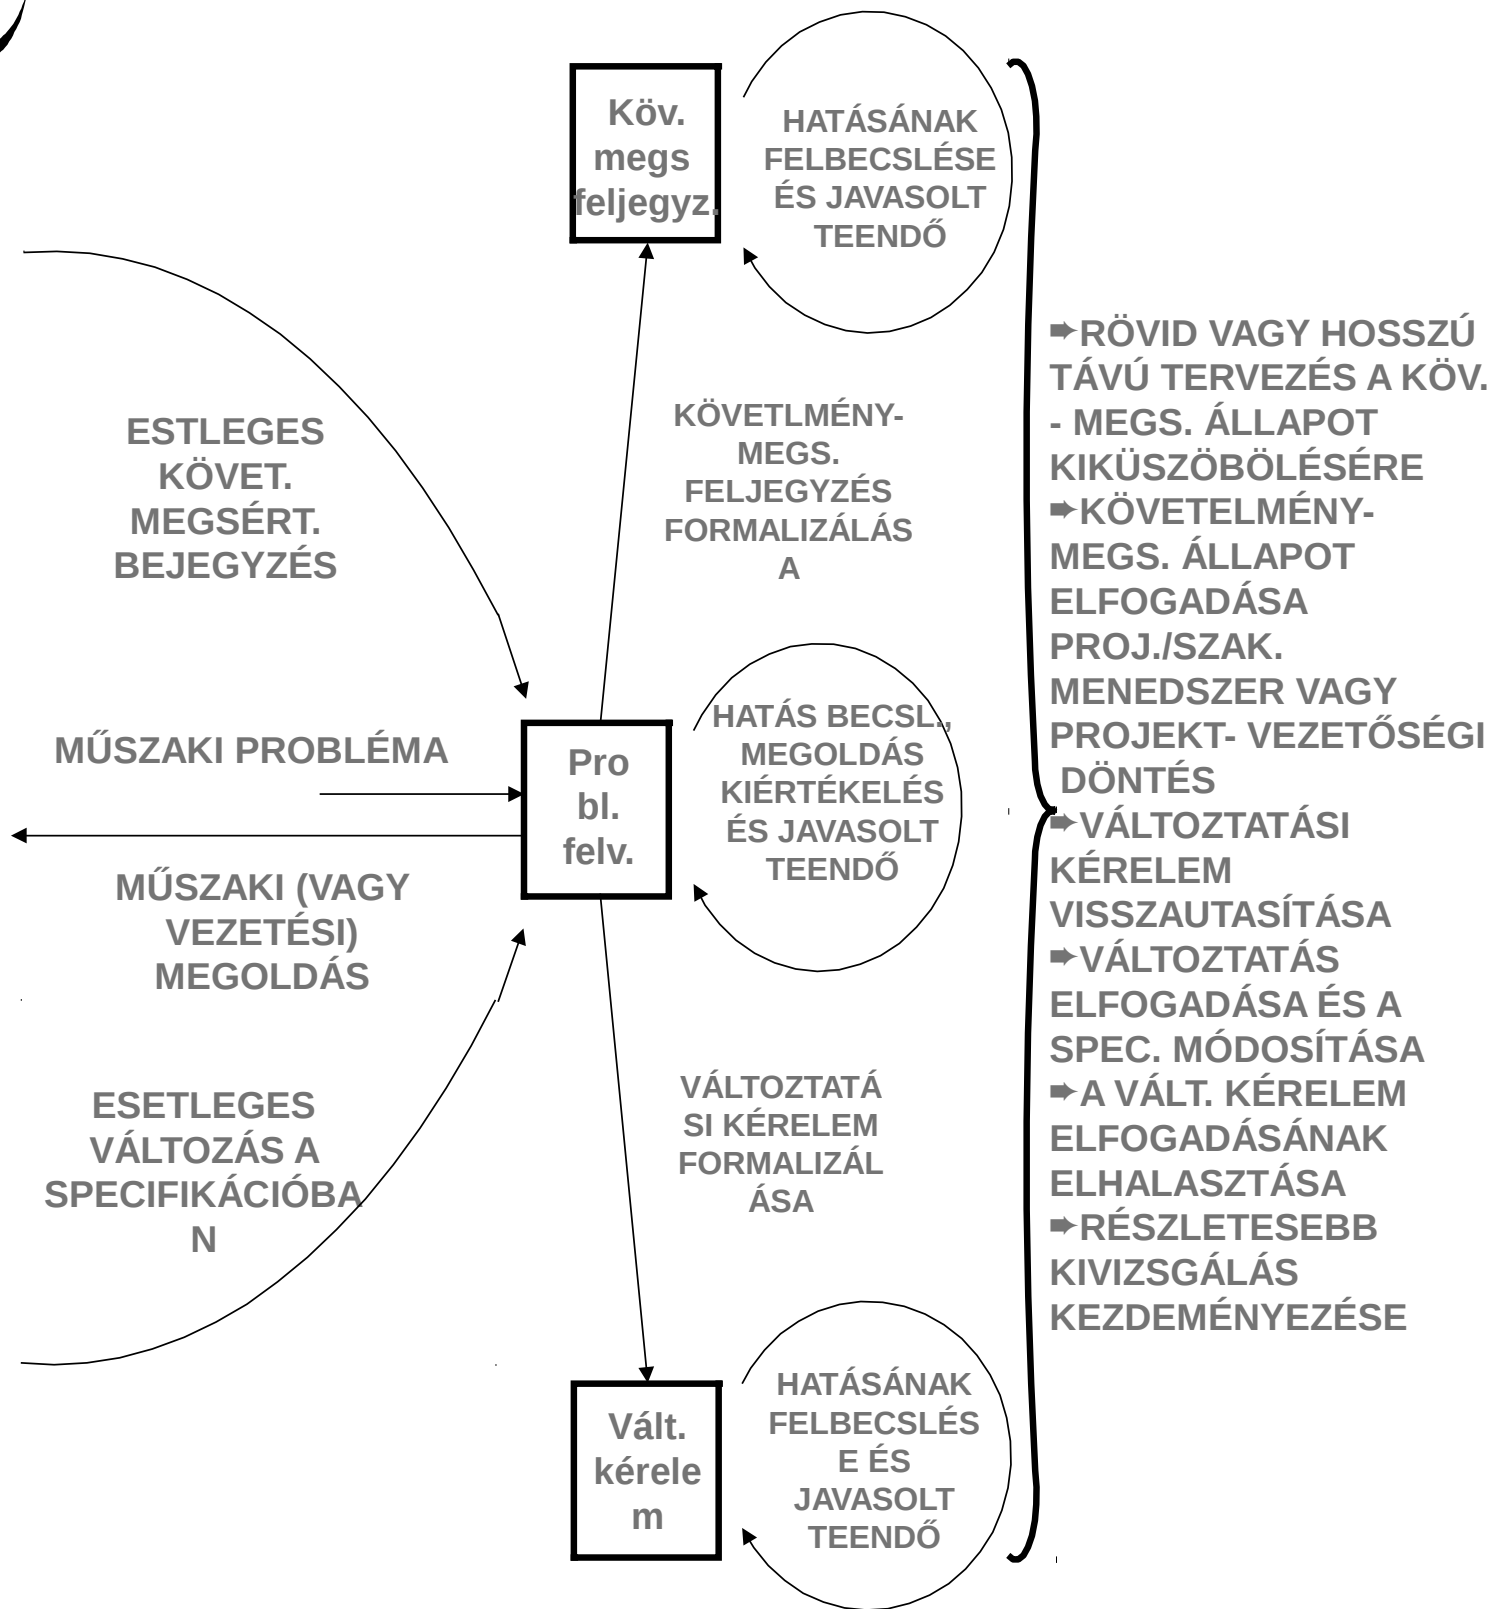 Köv.
megs
feljegyz.
HATÁSÁNAK
FELBECSLÉSE
ÉS JAVASOLT
TEENDŐ
ESTLEGES
KÖVET.
MEGSÉRT.
BEJEGYZÉS
KÖVETLMÉNY-
MEGS.
FELJEGYZÉS
FORMALIZÁLÁS
A
MŰSZAKI PROBLÉMA
Pro
bl.
felv.
HATÁS BECSL.,
MEGOLDÁS
KIÉRTÉKELÉS
ÉS JAVASOLT
TEENDŐ
MŰSZAKI (VAGY
VEZETÉSI)
MEGOLDÁS
ESETLEGES
VÁLTOZÁS A
SPECIFIKÁCIÓBA
N
VÁLTOZTATÁ
SI KÉRELEM
FORMALIZÁL
ÁSA
Vált.
kérele
m
HATÁSÁNAK
FELBECSLÉS
E ÉS
JAVASOLT
TEENDŐ
➨RÖVID VAGY HOSSZÚ
TÁVÚ TERVEZÉS A KÖV.
- MEGS. ÁLLAPOT
KIKÜSZÖBÖLÉSÉRE
➨KÖVETELMÉNY-
MEGS. ÁLLAPOT
ELFOGADÁSA
PROJ./SZAK.
MENEDSZER VAGY
PROJEKT- VEZETŐSÉGI
DÖNTÉS
➨VÁLTOZTATÁSI
KÉRELEM
VISSZAUTASÍTÁSA
➨VÁLTOZTATÁS
ELFOGADÁSA ÉS A
SPEC. MÓDOSÍTÁSA
➨A VÁLT. KÉRELEM
ELFOGADÁSÁNAK
ELHALASZTÁSA
➨RÉSZLETESEBB
KIVIZSGÁLÁS
KEZDEMÉNYEZÉSE